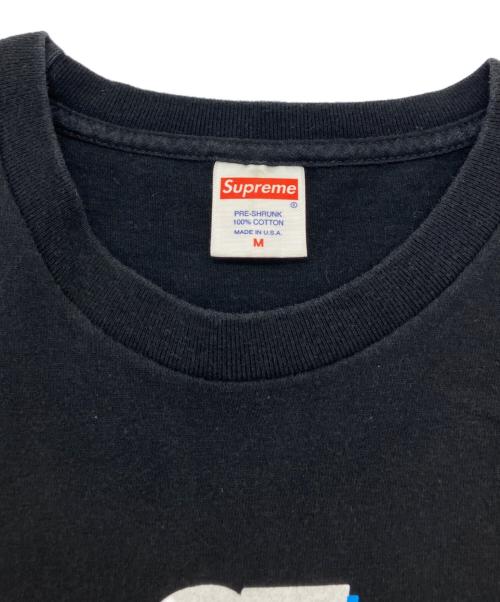 Supreme
®
PRE-SHRUNK
100% COTTON
MADE IN U.S.A.
M